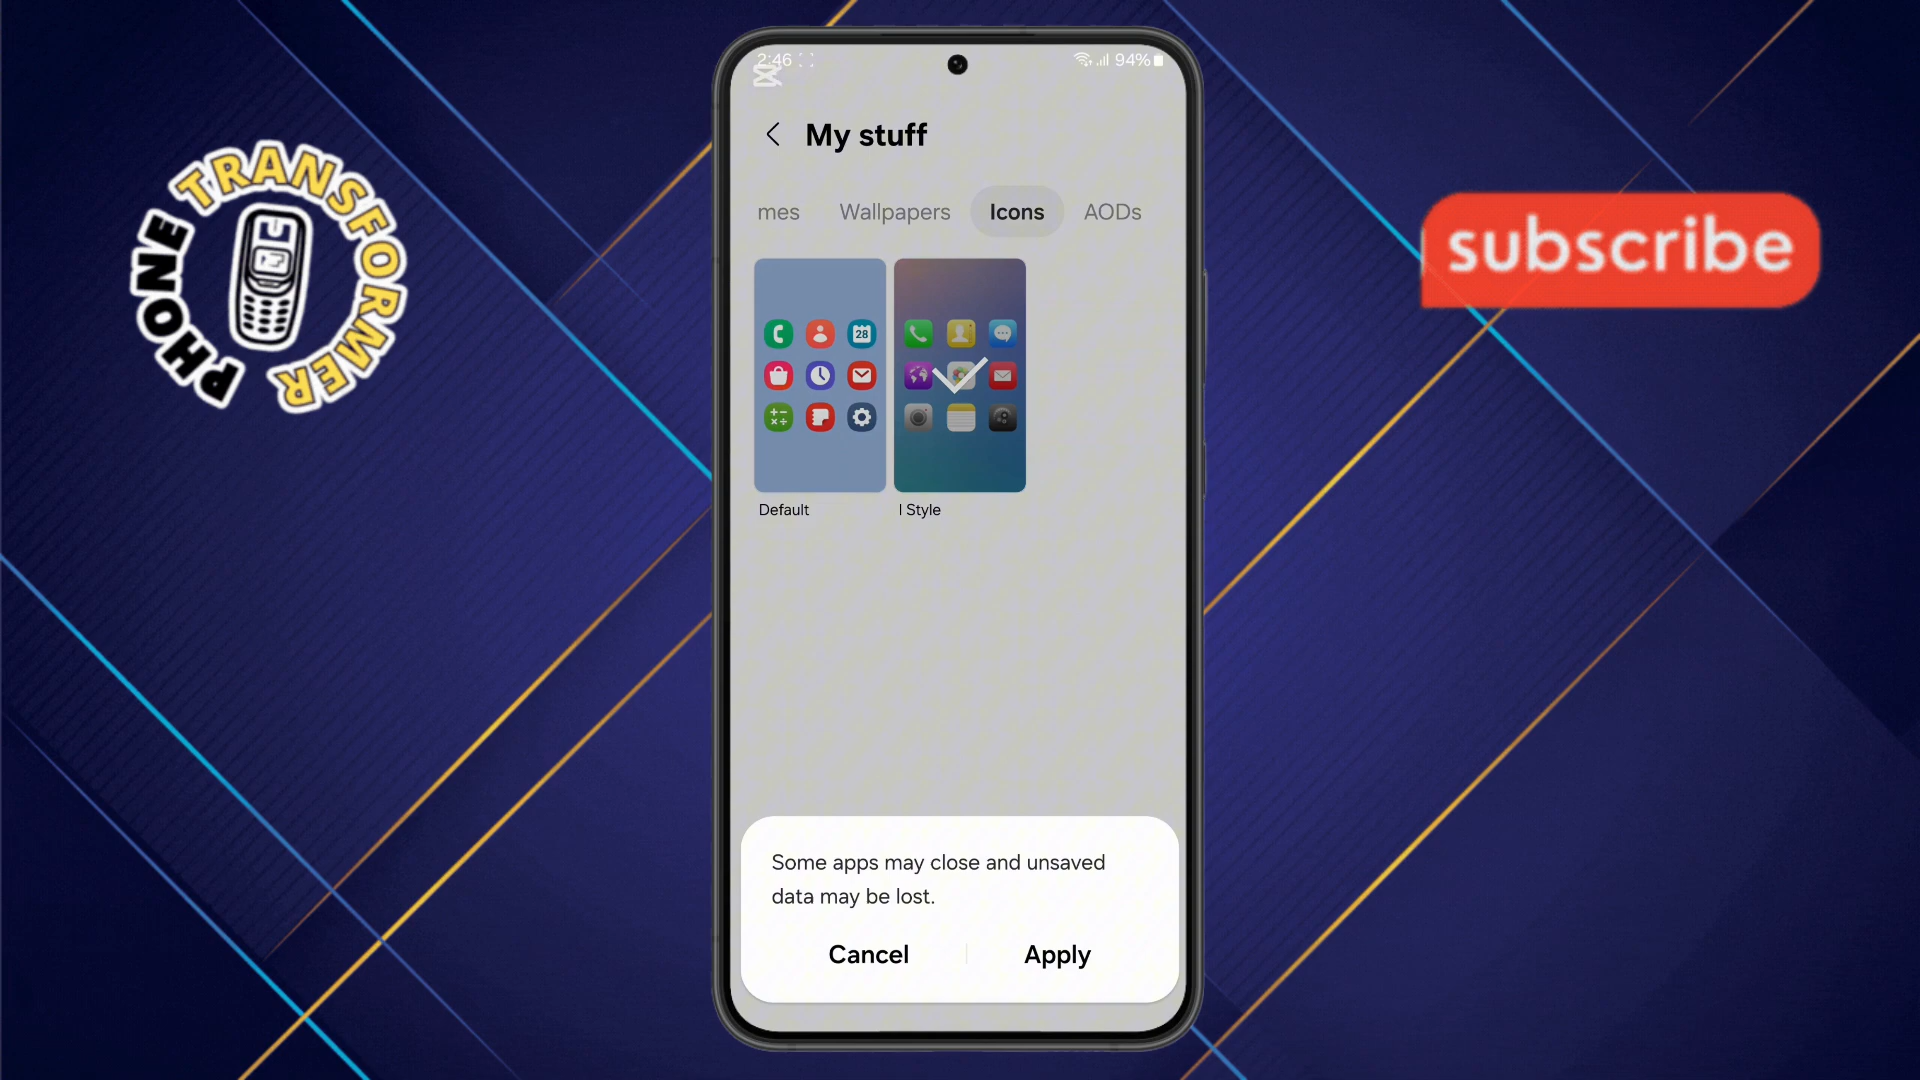 PHONE TRANSFORMER
2:46
94%
My stuff
mes
Wallpapers
Icons
AODs
28
Default
I Style
Some apps may close and unsaved
data may be lost.
Cancel
Apply
subscribe